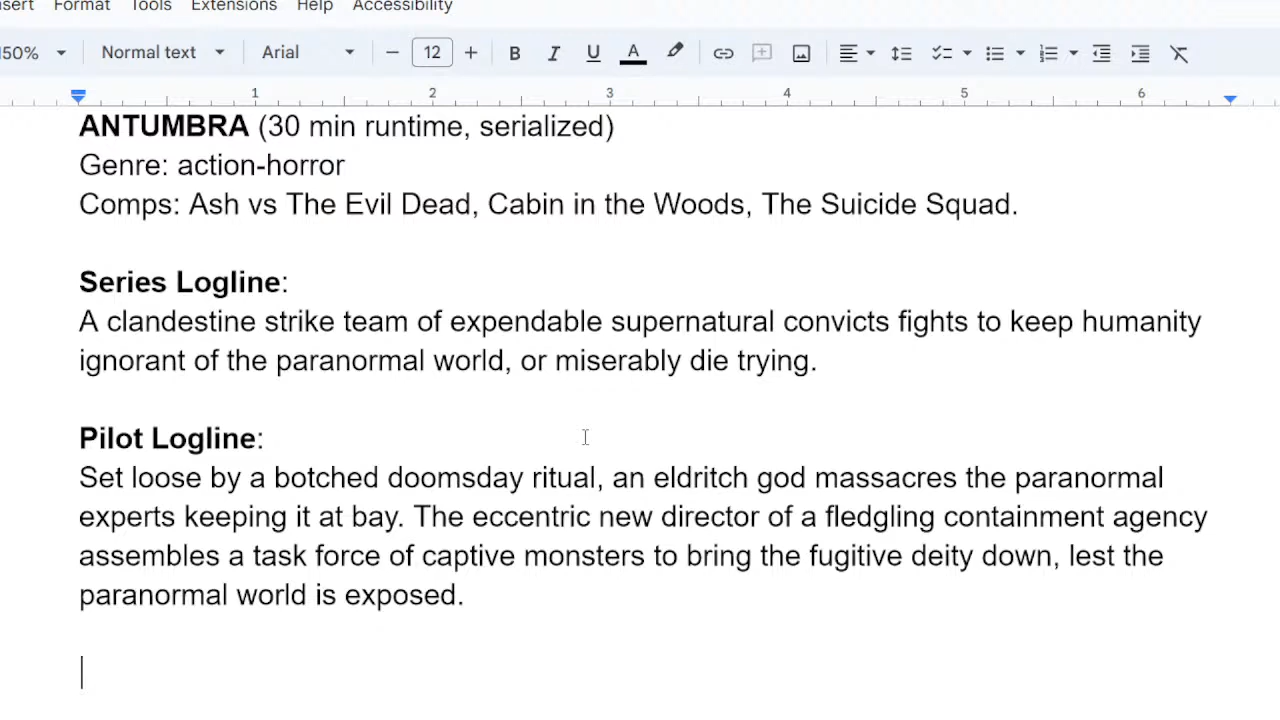 nsert Format Tools Extensions Help Accessibility
150% Normal text Arial 12 B I U A
1 2 3 4 5 6
ANTUMBRA (30 min runtime, serialized)
Genre: action-horror
Comps: Ash vs The Evil Dead, Cabin in the Woods, The Suicide Squad.
Series Logline:
A clandestine strike team of expendable supernatural convicts fights to keep humanity
ignorant of the paranormal world, or miserably die trying.
Pilot Logline:
Set loose by a botched doomsday ritual, an eldritch god massacres the paranormal
experts keeping it at bay. The eccentric new director of a fledgling containment agency
assembles a task force of captive monsters to bring the fugitive deity down, lest the
paranormal world is exposed.